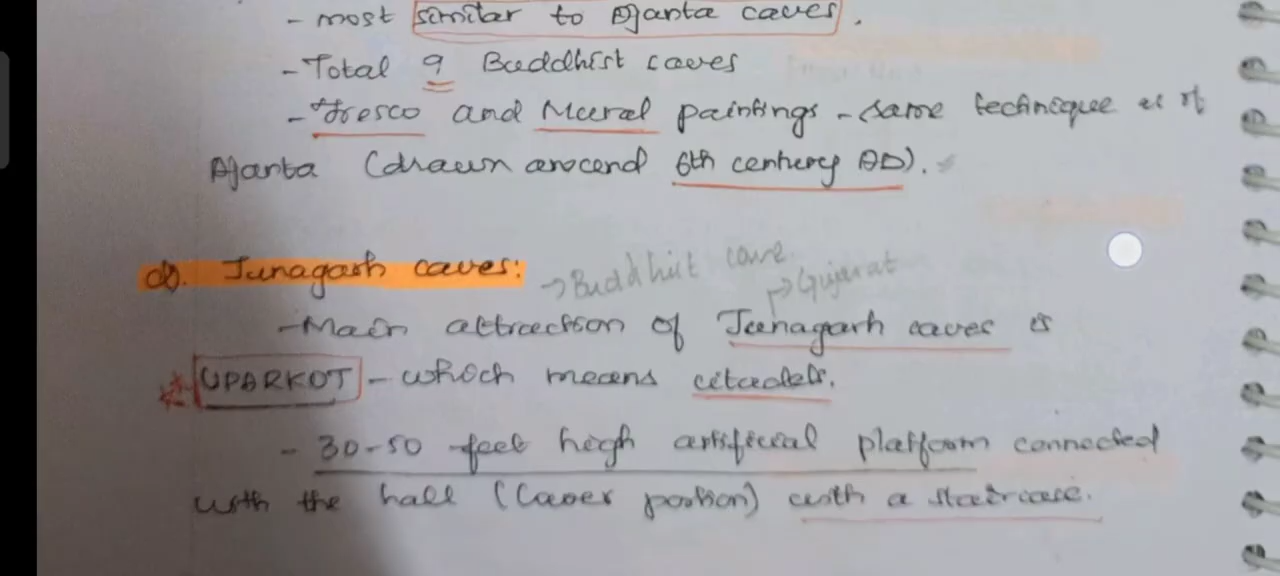 - most similar to Ajanta caves.
- Total 9 Buddhist caves
- Fresco and Mural paintings - same technique as of
Ajanta (drawn around 6th century AD).
d). Junagarh caves: → Buddhist cave
→ Gujarat
- Main attraction of Junagarh caves is
* UPARKOT - which means citadels.
- 30-50 feet high artificial platform connected
with the hall (Caves portion) with a staircase.